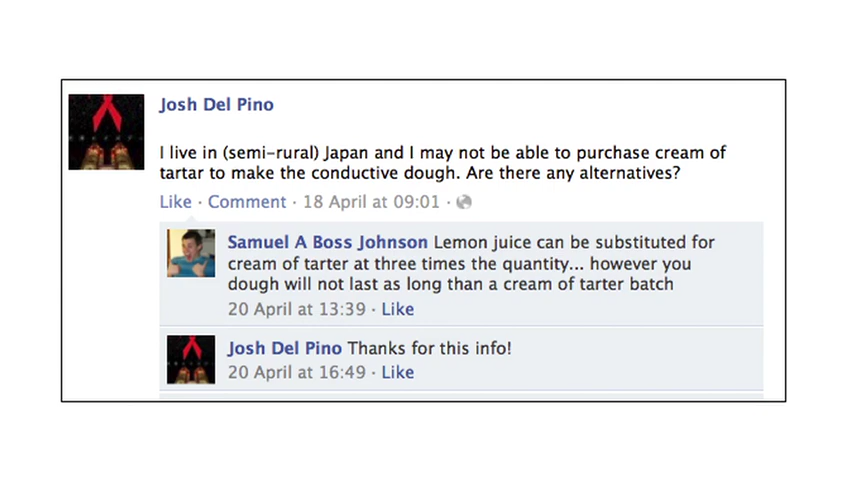 Josh Del Pino
I live in (semi-rural) Japan and I may not be able to purchase cream of
tartar to make the conductive dough. Are there any alternatives?
Like · Comment · 18 April at 09:01 ·
Samuel A Boss Johnson Lemon juice can be substituted for
cream of tarter at three times the quantity... however you
dough will not last as long than a cream of tarter batch
20 April at 13:39 · Like
Josh Del Pino Thanks for this info!
20 April at 16:49 · Like